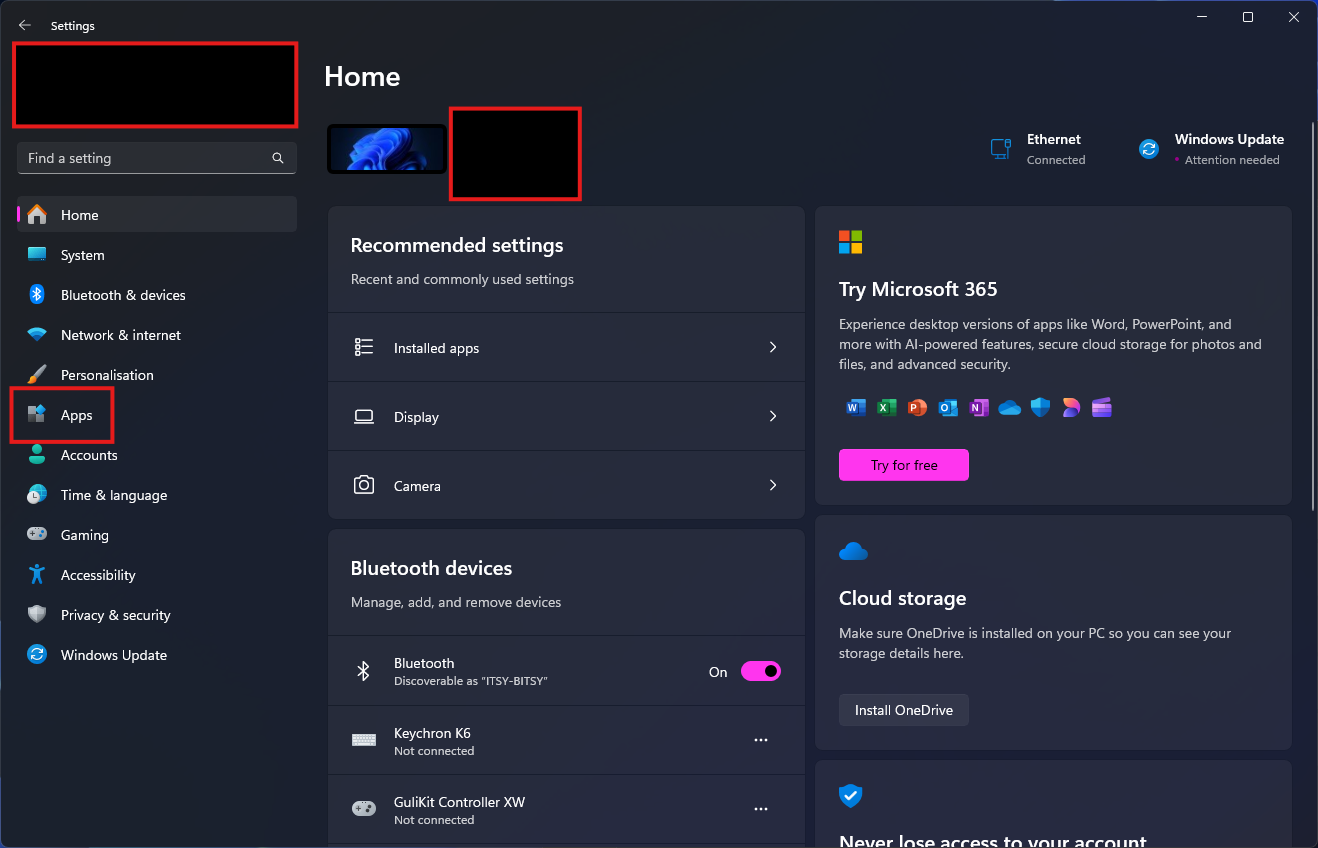 Settings
Home
Find a setting
Ethernet
Connected
Windows Update
Attention needed
Home
System
Bluetooth & devices
Network & internet
Personalisation
Apps
Accounts
Time & language
Gaming
Accessibility
Privacy & security
Windows Update
Recommended settings
Recent and commonly used settings
Installed apps
Display
Camera
Bluetooth devices
Manage, add, and remove devices
Bluetooth
Discoverable as “ITSY-BITSY”
On
Keychron K6
Not connected
GuliKit Controller XW
Not connected
Try Microsoft 365
Experience desktop versions of apps like Word, PowerPoint, and
more with AI-powered features, secure cloud storage for photos and
files, and advanced security.
W X P O N
Try for free
Cloud storage
Make sure OneDrive is installed on your PC so you can see your
storage details here.
Install OneDrive
Never lose access to your account